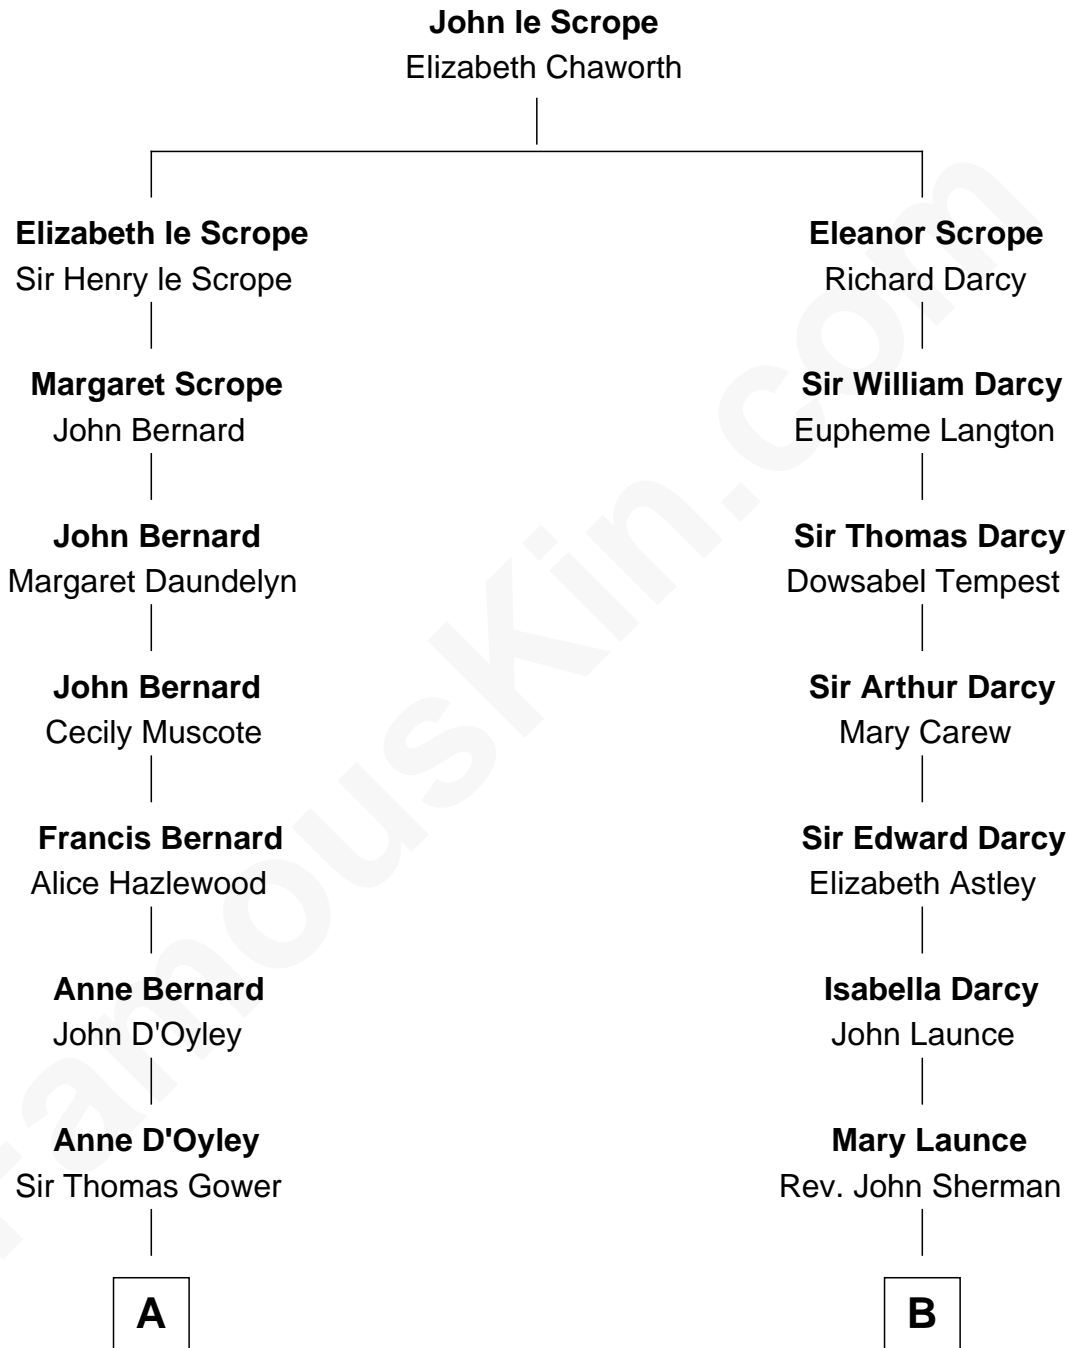 John le Scrope
Elizabeth Chaworth
Elizabeth le Scrope
Sir Henry le Scrope
Margaret Scrope
John Bernard
John Bernard
Margaret Daundelyn
John Bernard
Cecily Muscote
Francis Bernard
Alice Hazlewood
Anne Bernard
John D'Oyley
Anne D'Oyley
Sir Thomas Gower
A
Eleanor Scrope
Richard Darcy
Sir William Darcy
Eupheme Langton
Sir Thomas Darcy
Dowsabel Tempest
Sir Arthur Darcy
Mary Carew
Sir Edward Darcy
Elizabeth Astley
Isabella Darcy
John Launce
Mary Launce
Rev. John Sherman
B
FamousKin.com